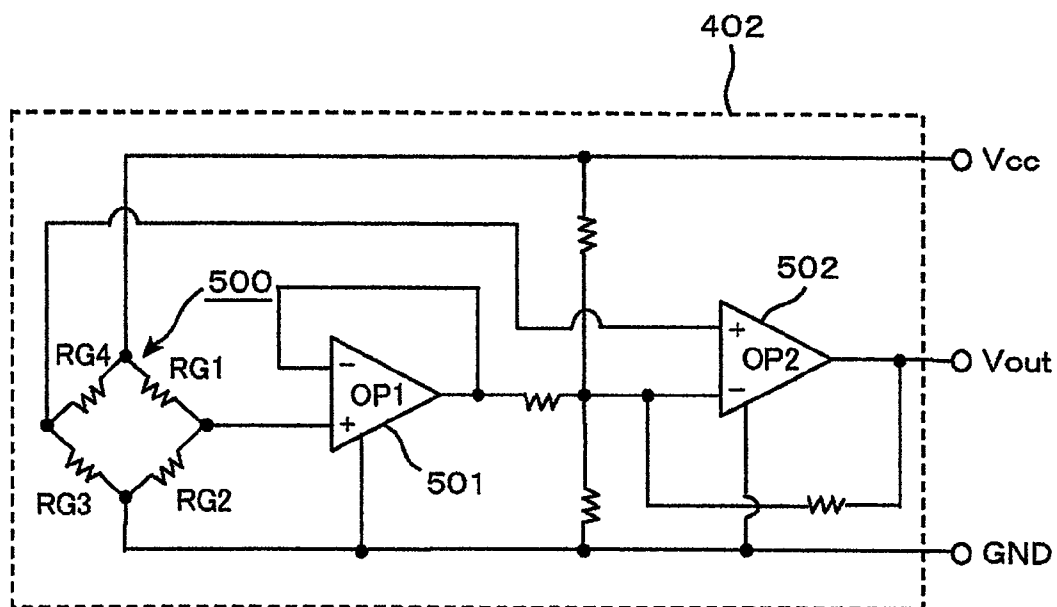 402
Vcc
500
502
RG4
RG1
+
OP2
−
Vout
−
OP1
+
RG3
RG2
501
GND